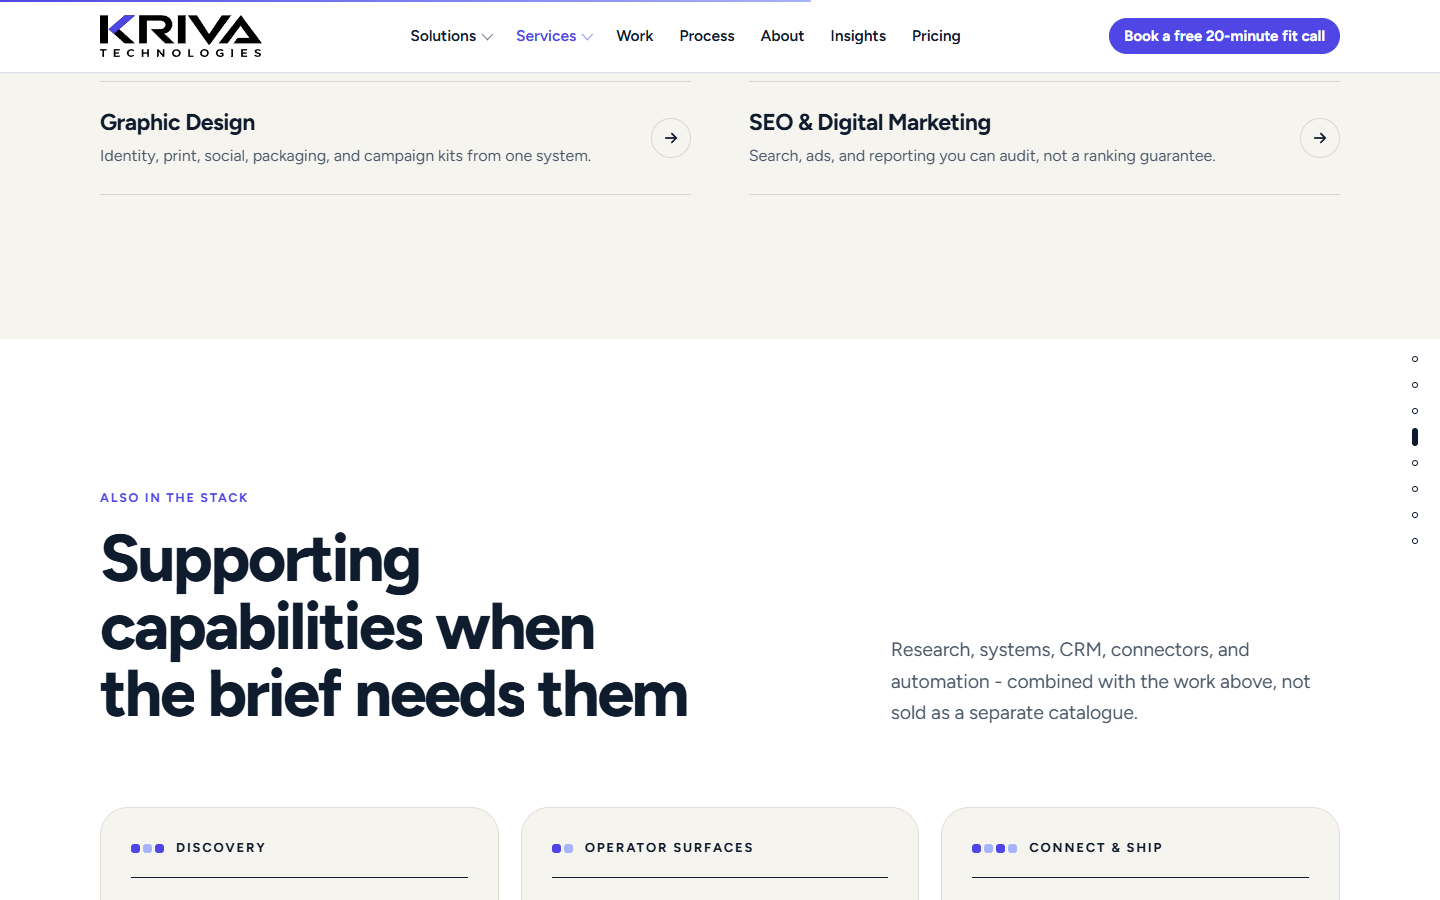 KRIVA
TECHNOLOGIES
Solutions
Services
Work
Process
About
Insights
Pricing
Book a free 20-minute fit call
Graphic Design
Identity, print, social, packaging, and campaign kits from one system.
SEO & Digital Marketing
Search, ads, and reporting you can audit, not a ranking guarantee.
ALSO IN THE STACK
Supporting
capabilities when
the brief needs them
Research, systems, CRM, connectors, and
automation - combined with the work above, not
sold as a separate catalogue.
DISCOVERY
OPERATOR SURFACES
CONNECT & SHIP